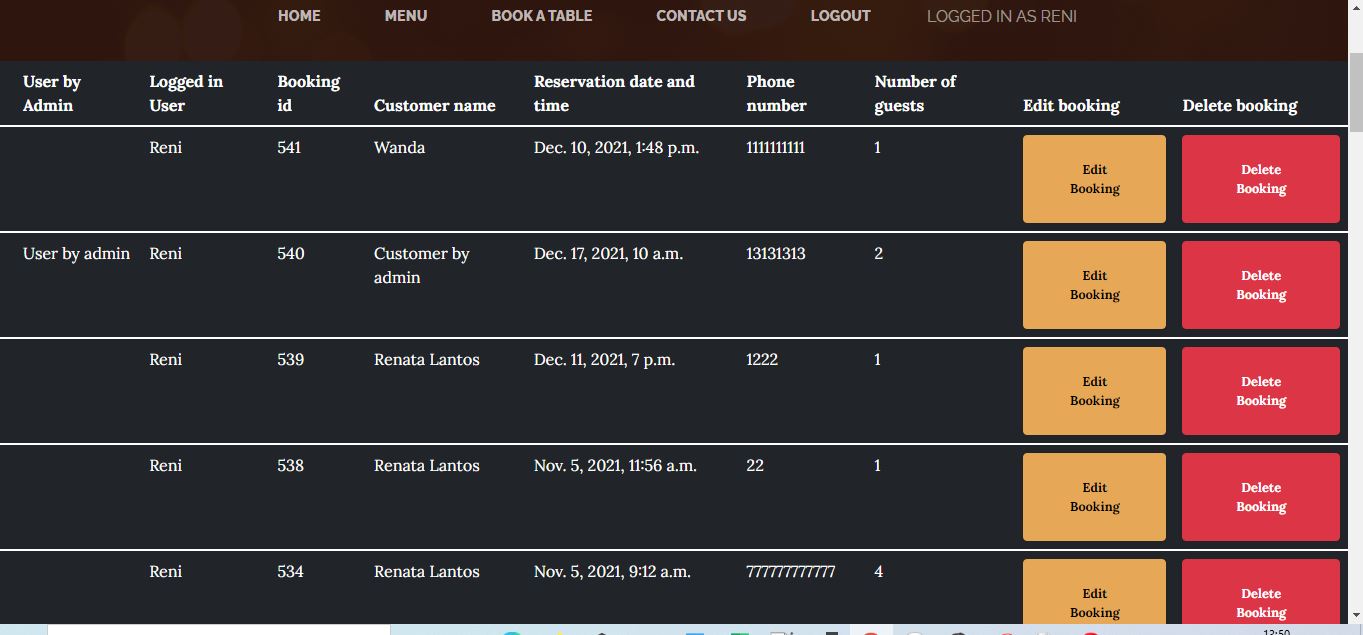 HOME MENU BOOK A TABLE CONTACT US LOGOUT LOGGED IN AS RENI
User by Admin Logged in User Booking id Customer name Reservation date and time Phone number Number of guests Edit booking Delete booking
Reni 541 Wanda Dec. 10, 2021, 1:48 p.m. 1111111111 1 Edit Booking Delete Booking
User by admin Reni 540 Customer by admin Dec. 17, 2021, 10 a.m. 13131313 2 Edit Booking Delete Booking
Reni 539 Renata Lantos Dec. 11, 2021, 7 p.m. 1222 1 Edit Booking Delete Booking
Reni 538 Renata Lantos Nov. 5, 2021, 11:56 a.m. 22 1 Edit Booking Delete Booking
Reni 534 Renata Lantos Nov. 5, 2021, 9:12 a.m. 777777777777 4 Edit Booking Delete Booking